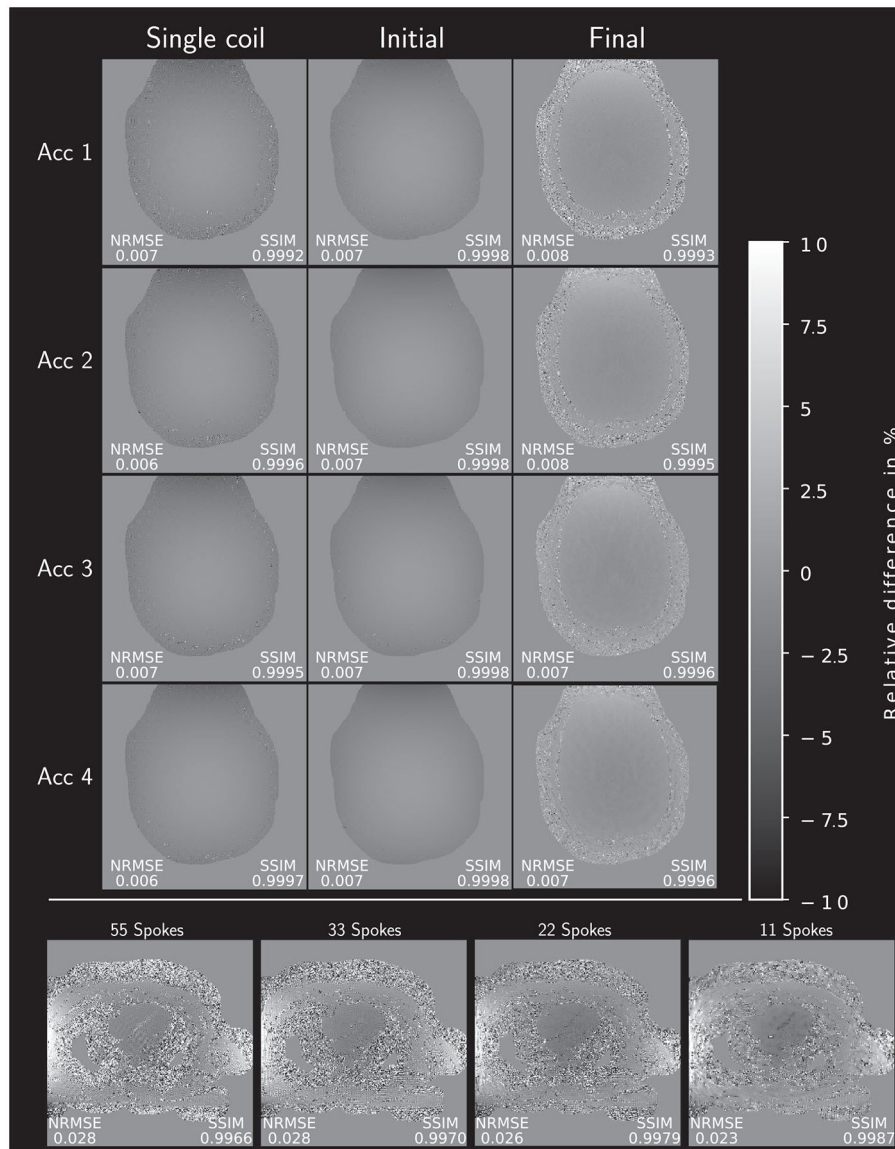 Single coil Initial Final
Acc 1
NRMSE SSIM NRMSE SSIM NRMSE SSIM
0.007 0.9992 0.007 0.9998 0.008 0.9993
Acc 2
NRMSE SSIM NRMSE SSIM NRMSE SSIM
0.006 0.9996 0.007 0.9998 0.008 0.9995
Acc 3
NRMSE SSIM NRMSE SSIM NRMSE SSIM
0.007 0.9995 0.007 0.9998 0.007 0.9996
Acc 4
NRMSE SSIM NRMSE SSIM NRMSE SSIM
0.006 0.9997 0.007 0.9998 0.007 0.9996
10
7.5
5
2.5
0
−2.5
−5
−7.5
−10
Relative difference in %
55 Spokes 33 Spokes 22 Spokes 11 Spokes
NRMSE SSIM NRMSE SSIM NRMSE SSIM NRMSE SSIM
0.028 0.9966 0.028 0.9970 0.026 0.9979 0.023 0.9987